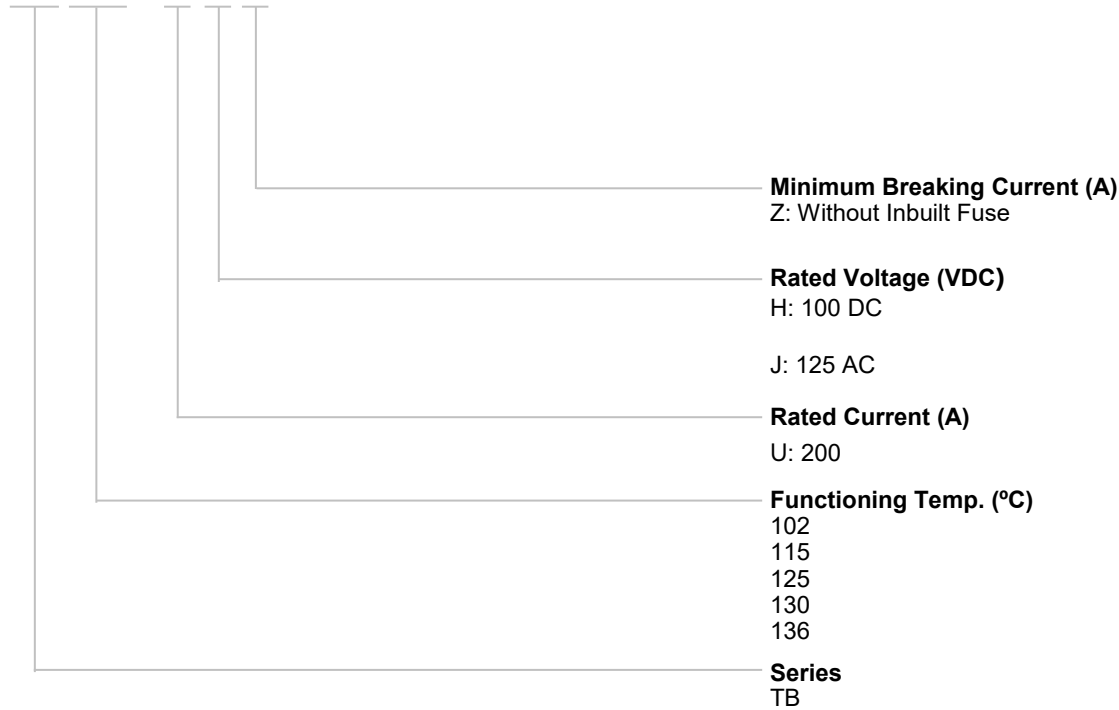 Minimum Breaking Current (A)
Z: Without Inbuilt Fuse
Rated Voltage (VDC)
H: 100 DC
J: 125 AC
Rated Current (A)
U: 200
Functioning Temp. (ºC)
102
115
125
130
136
Series
TB